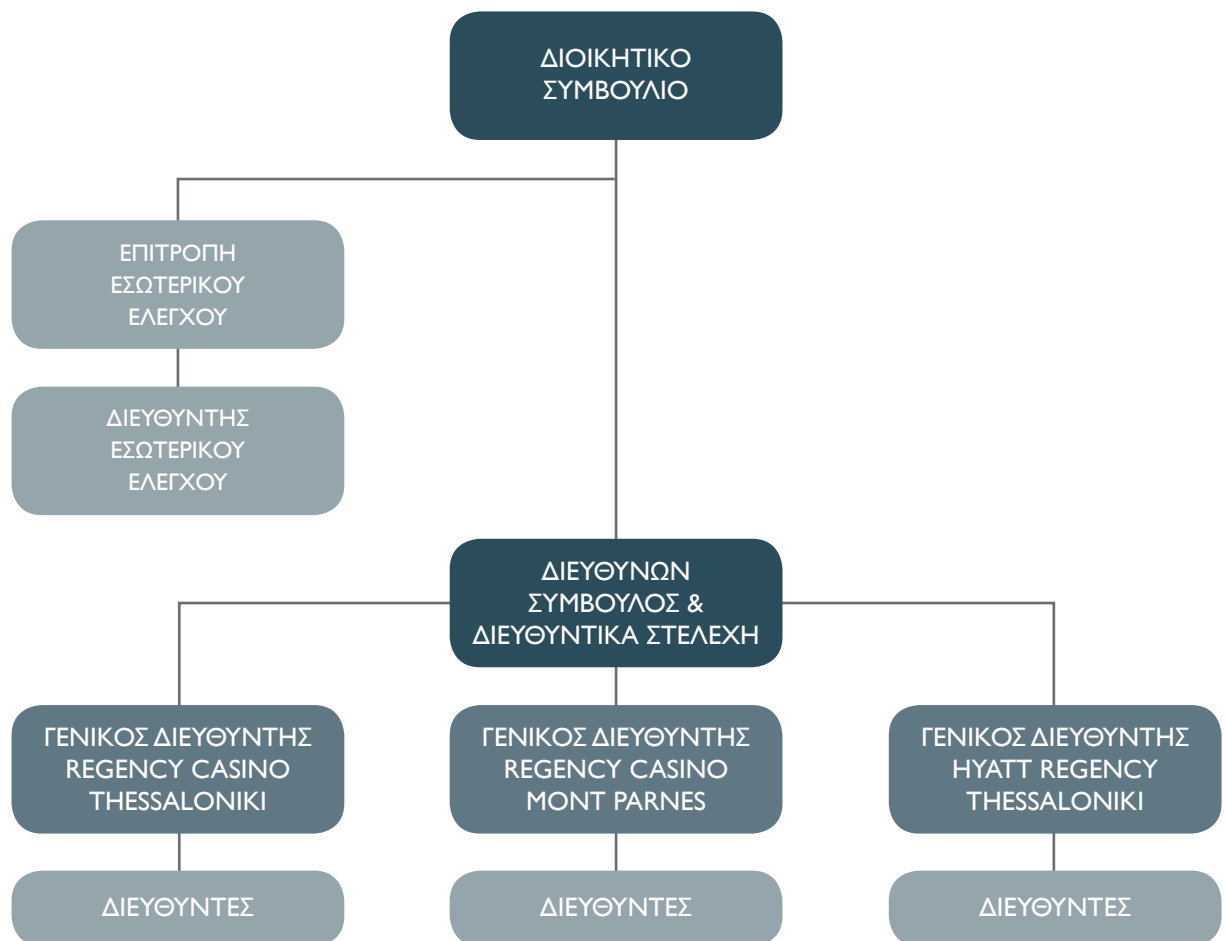 ΔΙΟΙΚΗΤΙΚΟ
ΣΥΜΒΟΥΛΙΟ
ΕΠΙΤΡΟΠΗ
ΕΣΩΤΕΡΙΚΟΥ
ΕΛΕΓΧΟΥ
ΔΙΕΥΘΥΝΤΗΣ
ΕΣΩΤΕΡΙΚΟΥ
ΕΛΕΓΧΟΥ
ΔΙΕΥΘΥΝΩΝ
ΣΥΜΒΟΥΛΟΣ &
ΔΙΕΥΘΥΝΤΙΚΑ ΣΤΕΛΕΧΗ
ΓΕΝΙΚΟΣ ΔΙΕΥΘΥΝΤΗΣ
REGENCY CASINO
THESSALONIKI
ΓΕΝΙΚΟΣ ΔΙΕΥΘΥΝΤΗΣ
REGENCY CASINO
MONT PARNES
ΓΕΝΙΚΟΣ ΔΙΕΥΘΥΝΤΗΣ
HYATT REGENCY
THESSALONIKI
ΔΙΕΥΘΥΝΤΕΣ
ΔΙΕΥΘΥΝΤΕΣ
ΔΙΕΥΘΥΝΤΕΣ